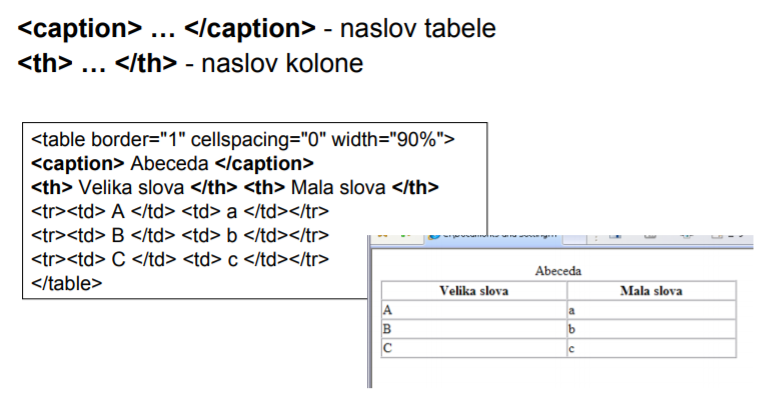 <caption> ... </caption> - naslov tabele
<th> ... </th> - naslov kolone
<table border="1" cellspacing="0" width="90%">
<caption> Abeceda </caption>
<th> Velika slova </th> <th> Mala slova </th>
<tr><td> A </td> <td> a </td></tr>
<tr><td> B </td> <td> b </td></tr>
<tr><td> C </td> <td> c </td></tr>
</table>
Abeceda
Velika slova Mala slova
A a
B b
C c